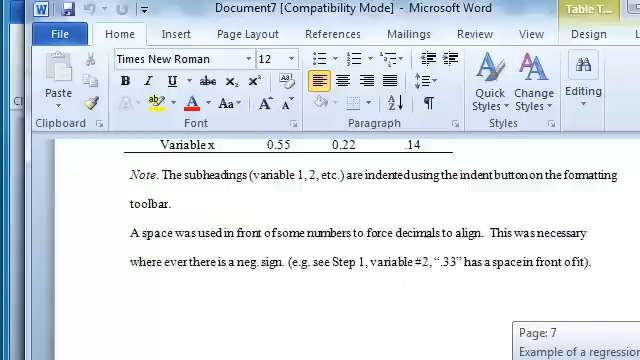 Document7 [Compatibility Mode] - Microsoft Word
Table T...
File Home Insert Page Layout References Mailings Review View Design
Times New Roman 12
Paste
B I U abc X₂ X²
A Aa A A
Quick Styles
Change Styles
Editing
Clipboard Font Paragraph Styles
Variable x 0.55 0.22 .14
Note. The subheadings (variable 1, 2, etc.) are indented using the indent button on the formatting
toolbar.
A space was used in front of some numbers to force decimals to align. This was necessary
where ever there is a neg. sign. (e.g. see Step 1, variable #2, “.33” has a space in front of it).
Page: 7
Example of a regression